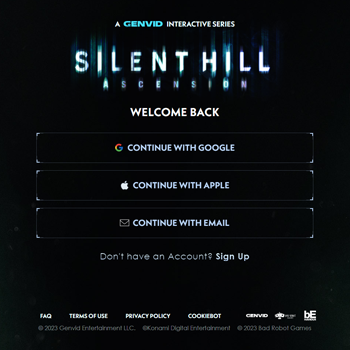 A GENVID INTERACTIVE SERIES
SILENT HILL
ASCENSION
WELCOME BACK
CONTINUE WITH GOOGLE
CONTINUE WITH APPLE
CONTINUE WITH EMAIL
Don't have an Account? Sign Up
FAQ TERMS OF USE PRIVACY POLICY COOKIEBOT GENVID bE
© 2023 Genvid Entertainment LLC. ©Konami Digital Entertainment © 2023 Bad Robot Games